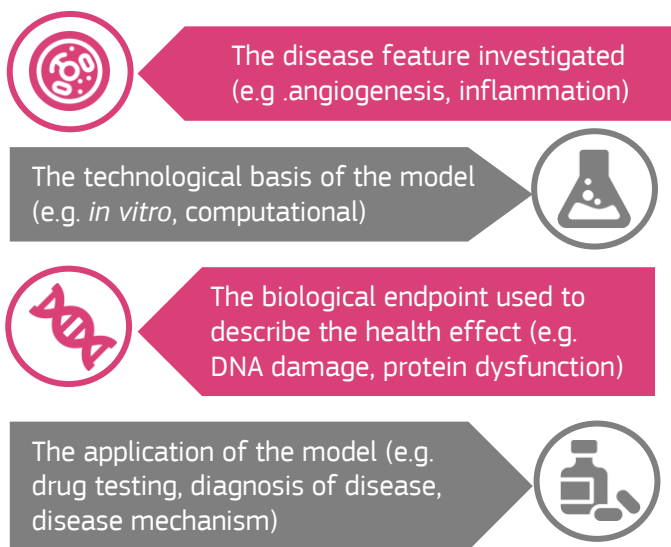 The disease feature investigated
(e.g .angiogenesis, inflammation)
The technological basis of the model
(e.g. in vitro, computational)
The biological endpoint used to
describe the health effect (e.g.
DNA damage, protein dysfunction)
The application of the model (e.g.
drug testing, diagnosis of disease,
disease mechanism)